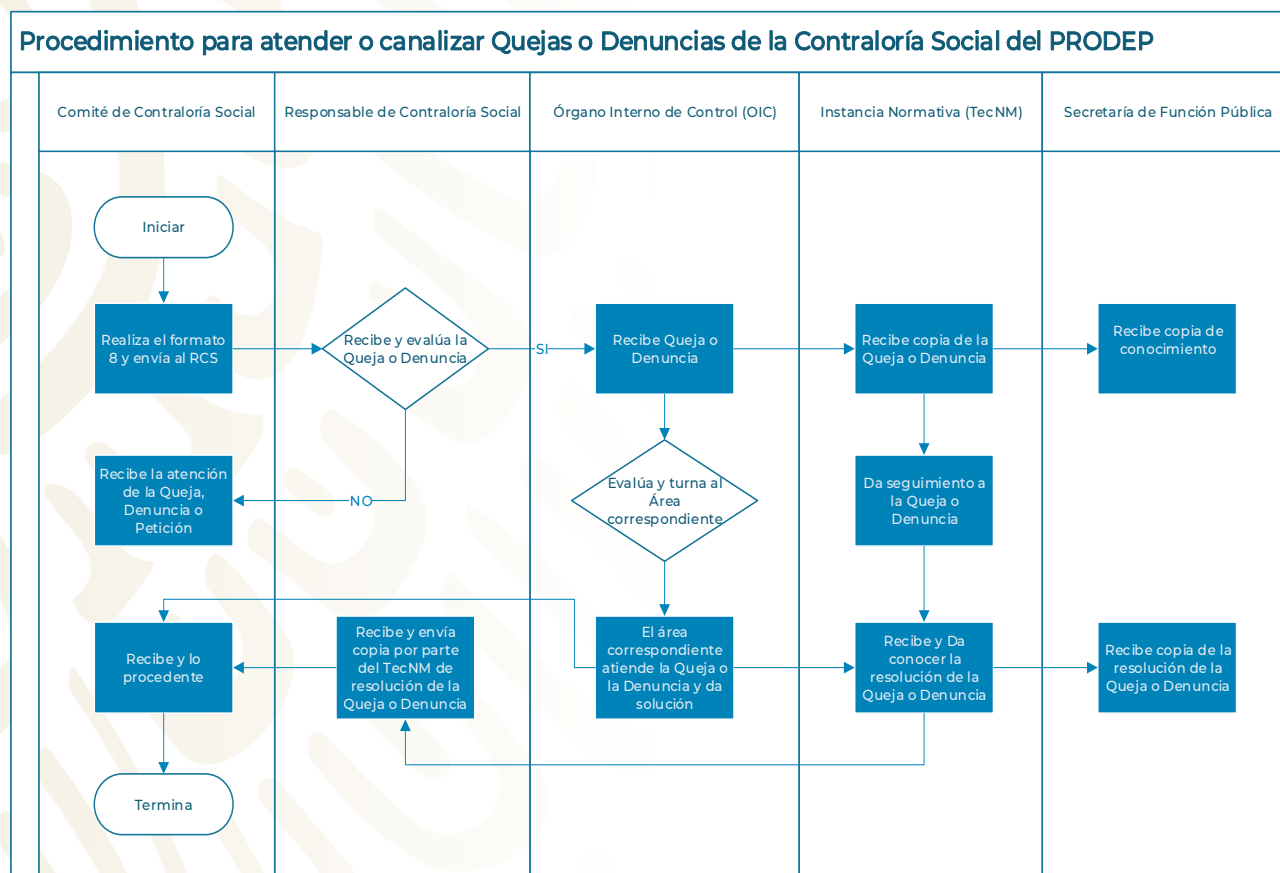 Procedimiento para atender o canalizar Quejas o Denuncias de la Contraloría Social del PRODEP
Comité de Contraloría Social
Responsable de Contraloría Social
Órgano Interno de Control (OIC)
Instancia Normativa (TecNM)
Secretaría de Función Pública
Iniciar
Realiza el formato
8 y envía al RCS
Recibe y evalúa la
Queja o Denuncia
SI
Recibe Queja o
Denuncia
Recibe copia de la
Queja o Denuncia
Recibe copia de
conocimiento
Recibe la atención
de la Queja,
Denuncia o
Petición
NO
Evalúa y turna al
Área
correspondiente
Da seguimiento a
la Queja o
Denuncia
Recibe y lo
procedente
Recibe y envía
copia por parte
del TecNM de
resolución de la
Queja o Denuncia
El área
correspondiente
atiende la Queja o
la Denuncia y da
solución
Recibe y Da
conocer la
resolución de la
Queja o Denuncia
Recibe copia de la
resolución de la
Queja o Denuncia
Termina